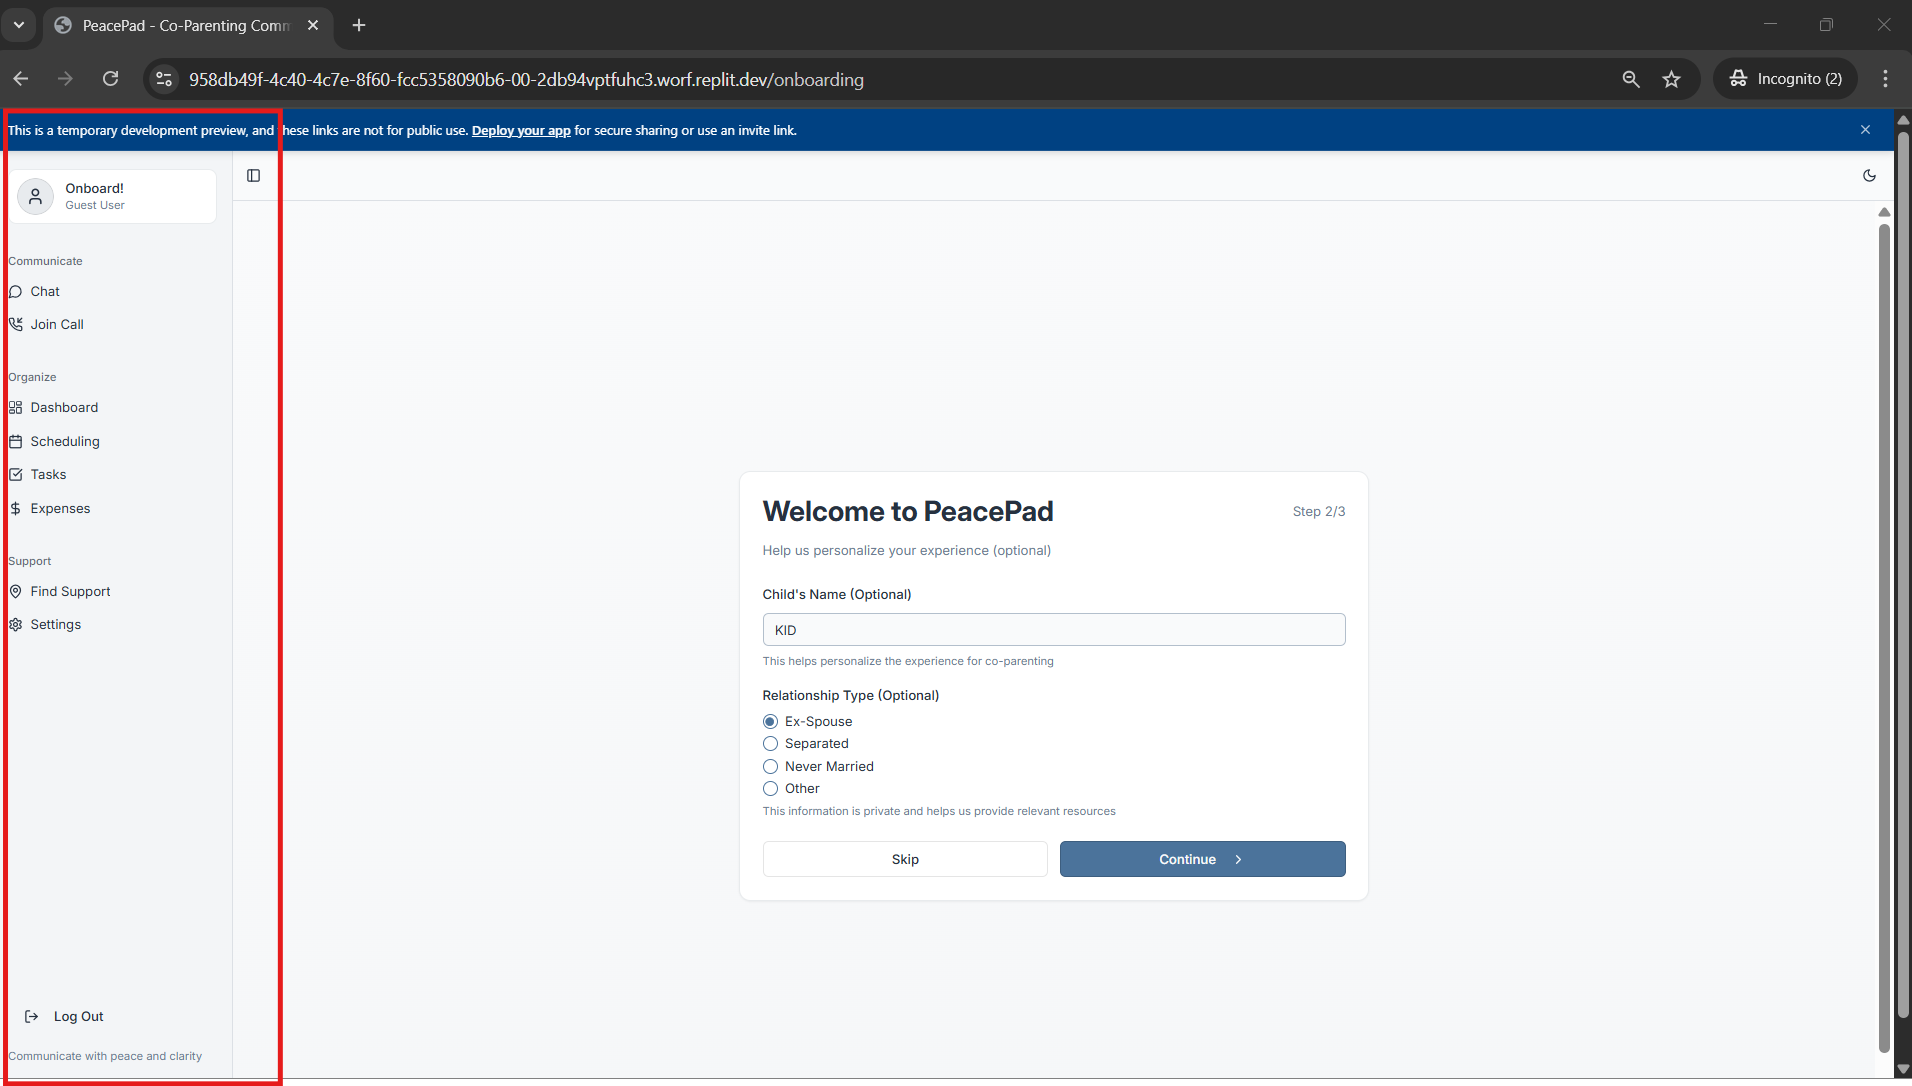 PeacePad - Co-Parenting Comm
958db49f-4c40-4c7e-8f60-fcc5358090b6-00-2db94vptfuhc3.worf.replit.dev/onboarding
Incognito (2)
This is a temporary development preview, and these links are not for public use. Deploy your app for secure sharing or use an invite link.
Onboard!
Guest User
Communicate
Chat
Join Call
Organize
Dashboard
Scheduling
Tasks
Expenses
Support
Find Support
Settings
Log Out
Communicate with peace and clarity
Welcome to PeacePad
Step 2/3
Help us personalize your experience (optional)
Child's Name (Optional)
KID
This helps personalize the experience for co-parenting
Relationship Type (Optional)
Ex-Spouse
Separated
Never Married
Other
This information is private and helps us provide relevant resources
Skip
Continue